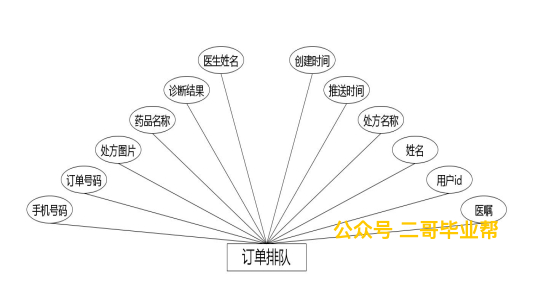 医生姓名
创建时间
诊断结果
推送时间
药品名称
处方名称
处方图片
姓名
订单号码
用户id
手机号码
医嘱
公众号 二哥毕业帮
订单排队